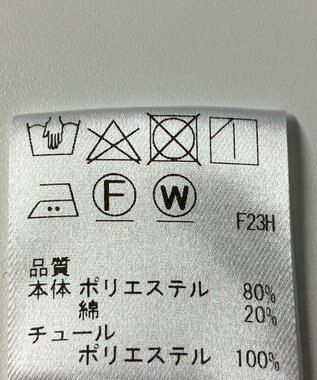 F W
F23H
品質
本体 ポリエステル 80%
綿 20%
チュール
ポリエステル 100%